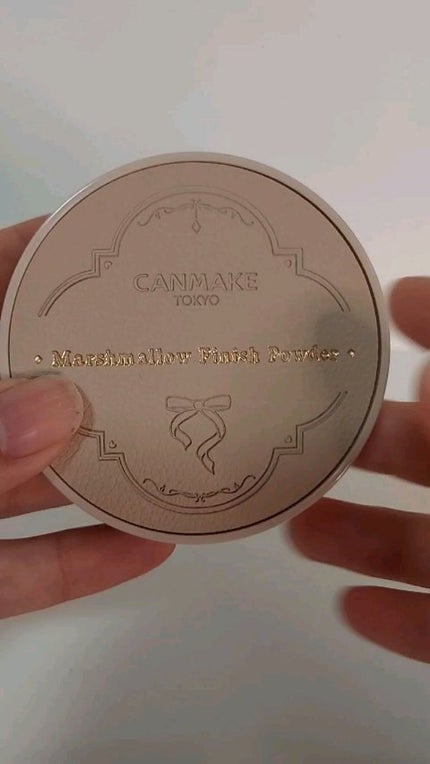 CANMAKE
TOKYO
• Marshmallow Finish Powder •